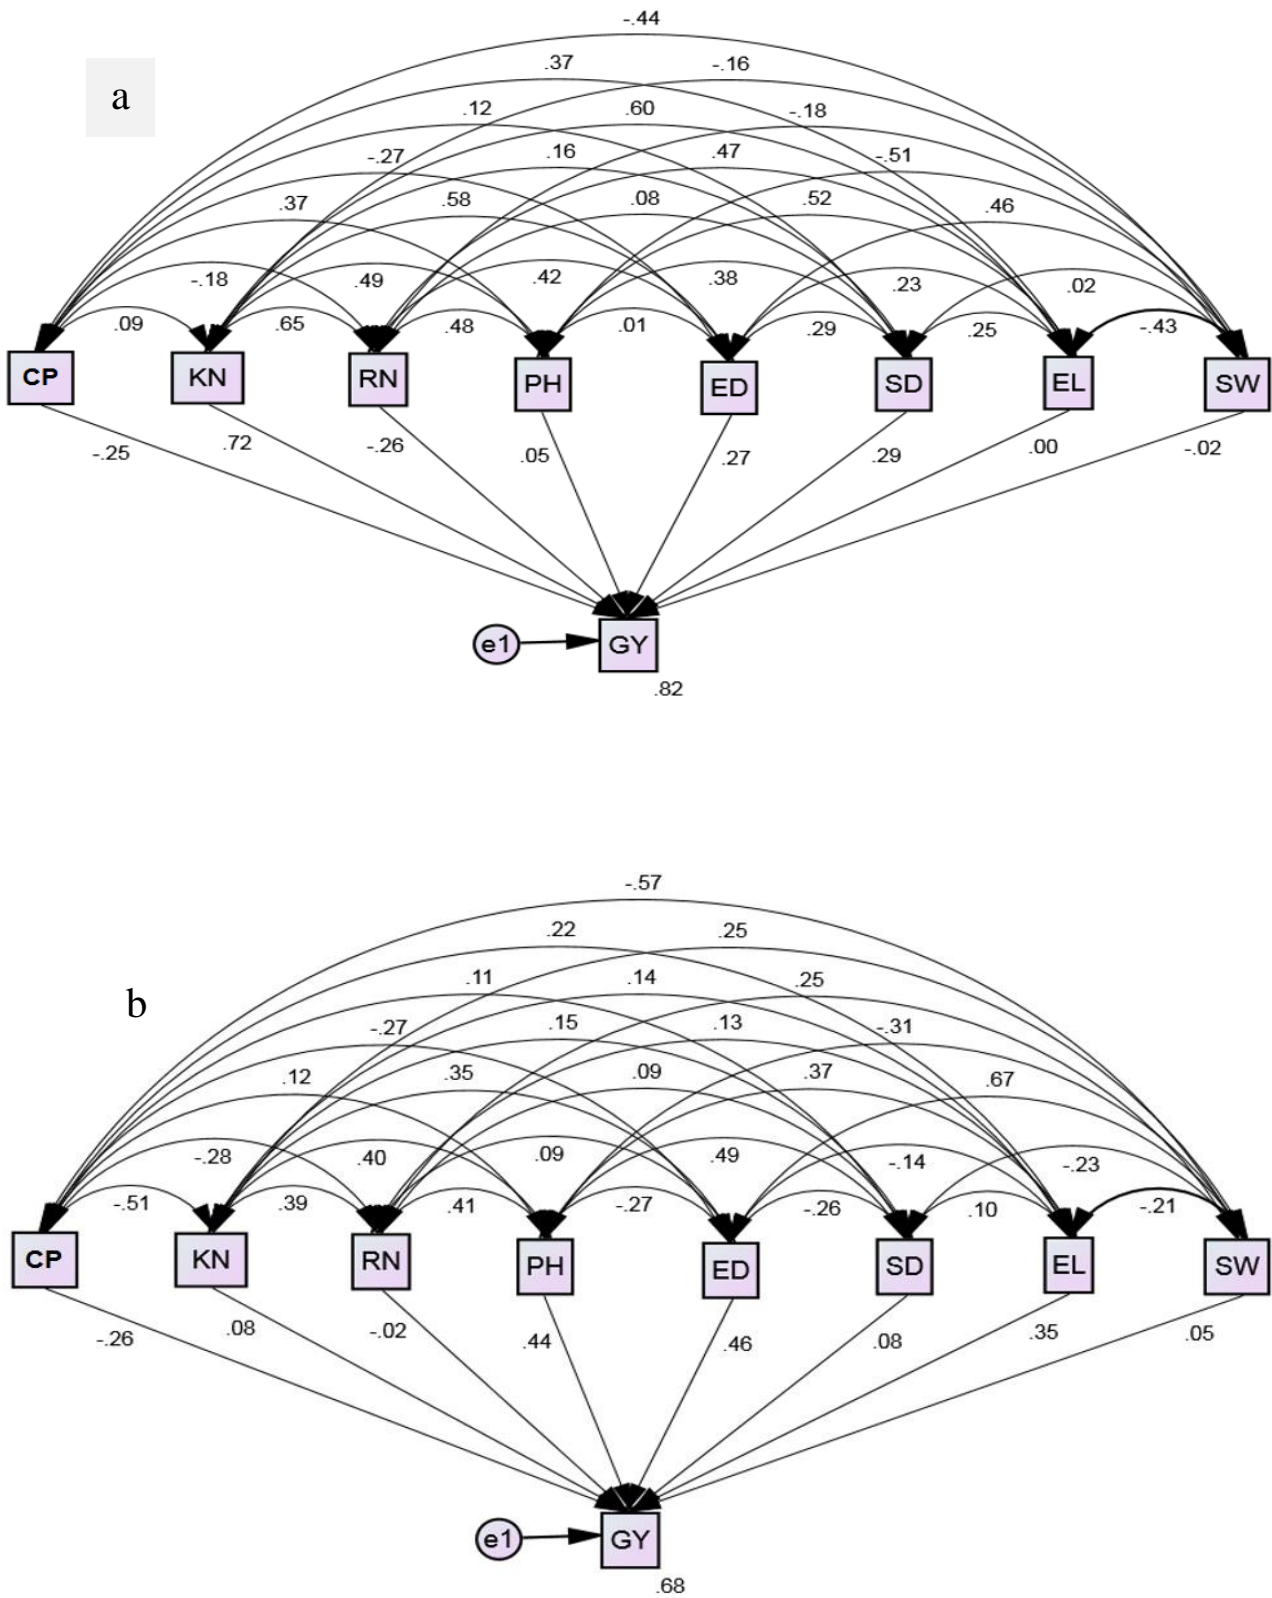 -.44
.37 -.16
a
.12 .60 -.18
-.27 .16 .47 -.51
.37 .58 .08 .52 .46
-.18 .49 .42 .38 .23 .02
.09 .65 .48 .01 .29 .25 -.43
CP KN RN PH ED SD EL SW
-.25 .72 -.26 .05 .27 .29 .00 -.02
e1 GY
.82
-.57
.22 .25
.11 .14 .25
b
-.27 .15 .13 -.31
.12 .35 .09 .37 .67
-.28 .40 .09 .49 -.14 -.23
-.51 .39 .41 -.27 -.26 .10 -.21
CP KN RN PH ED SD EL SW
-.26 .08 -.02 .44 .46 .08 .35 .05
e1 GY
.68